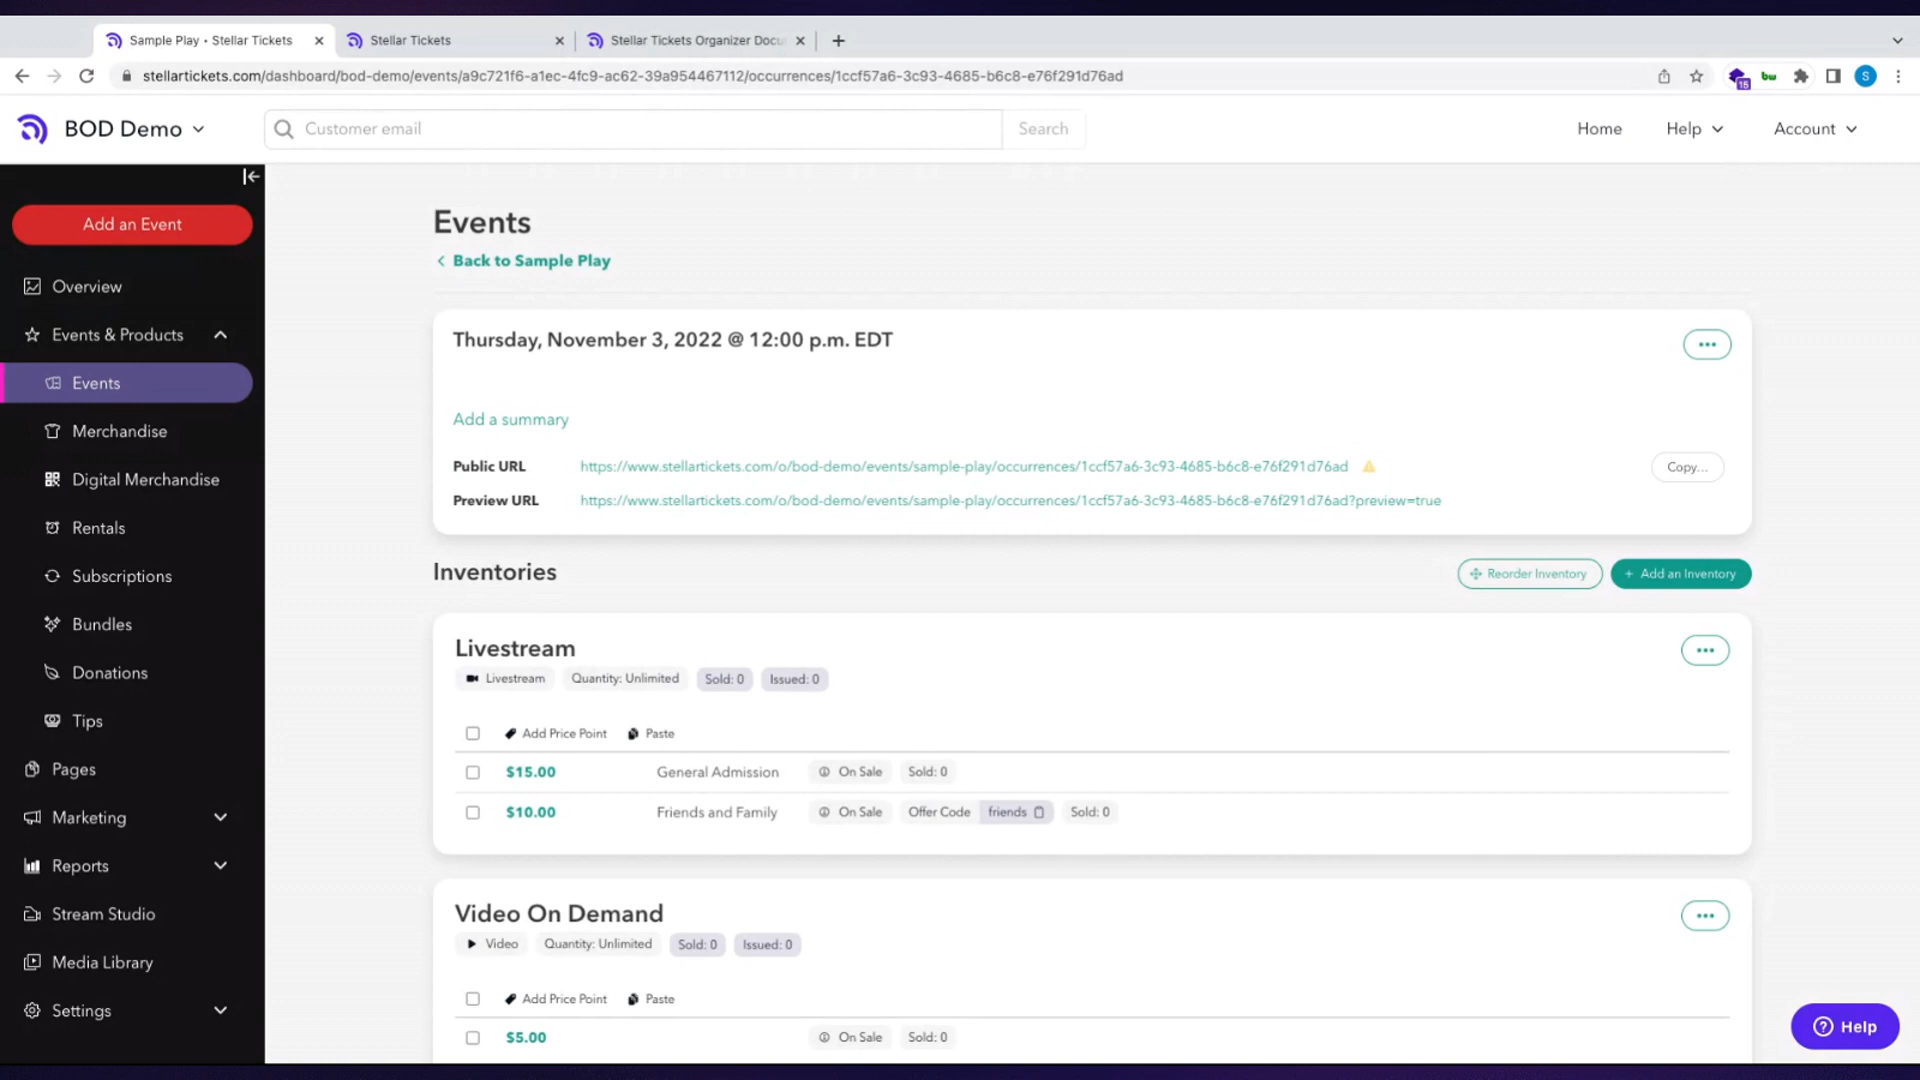 Sample Play • Stellar Tickets
Stellar Tickets
Stellar Tickets Organizer Docu
stellartickets.com/dashboard/bod-demo/events/a9c721f6-a1ec-4fc9-ac62-39a954467112/occurrences/1ccf57a6-3c93-4685-b6c8-e76f291d76ad
15
bw
S
BOD Demo
Customer email
Search
Home
Help
Account
Add an Event
Overview
Events & Products
Events
Merchandise
Digital Merchandise
Rentals
Subscriptions
Bundles
Donations
Tips
Pages
Marketing
Reports
Stream Studio
Media Library
Settings
Events
Back to Sample Play
Thursday, November 3, 2022 @ 12:00 p.m. EDT
Add a summary
Public URL https://www.stellartickets.com/o/bod-demo/events/sample-play/occurrences/1ccf57a6-3c93-4685-b6c8-e76f291d76ad Copy...
Preview URL https://www.stellartickets.com/o/bod-demo/events/sample-play/occurrences/1ccf57a6-3c93-4685-b6c8-e76f291d76ad?preview=true
Inventories
Reorder Inventory
+ Add an Inventory
Livestream
Livestream Quantity: Unlimited Sold: 0 Issued: 0
Add Price Point Paste
$15.00 General Admission On Sale Sold: 0
$10.00 Friends and Family On Sale Offer Code friends Sold: 0
Video On Demand
Video Quantity: Unlimited Sold: 0 Issued: 0
Add Price Point Paste
$5.00 On Sale Sold: 0
Help